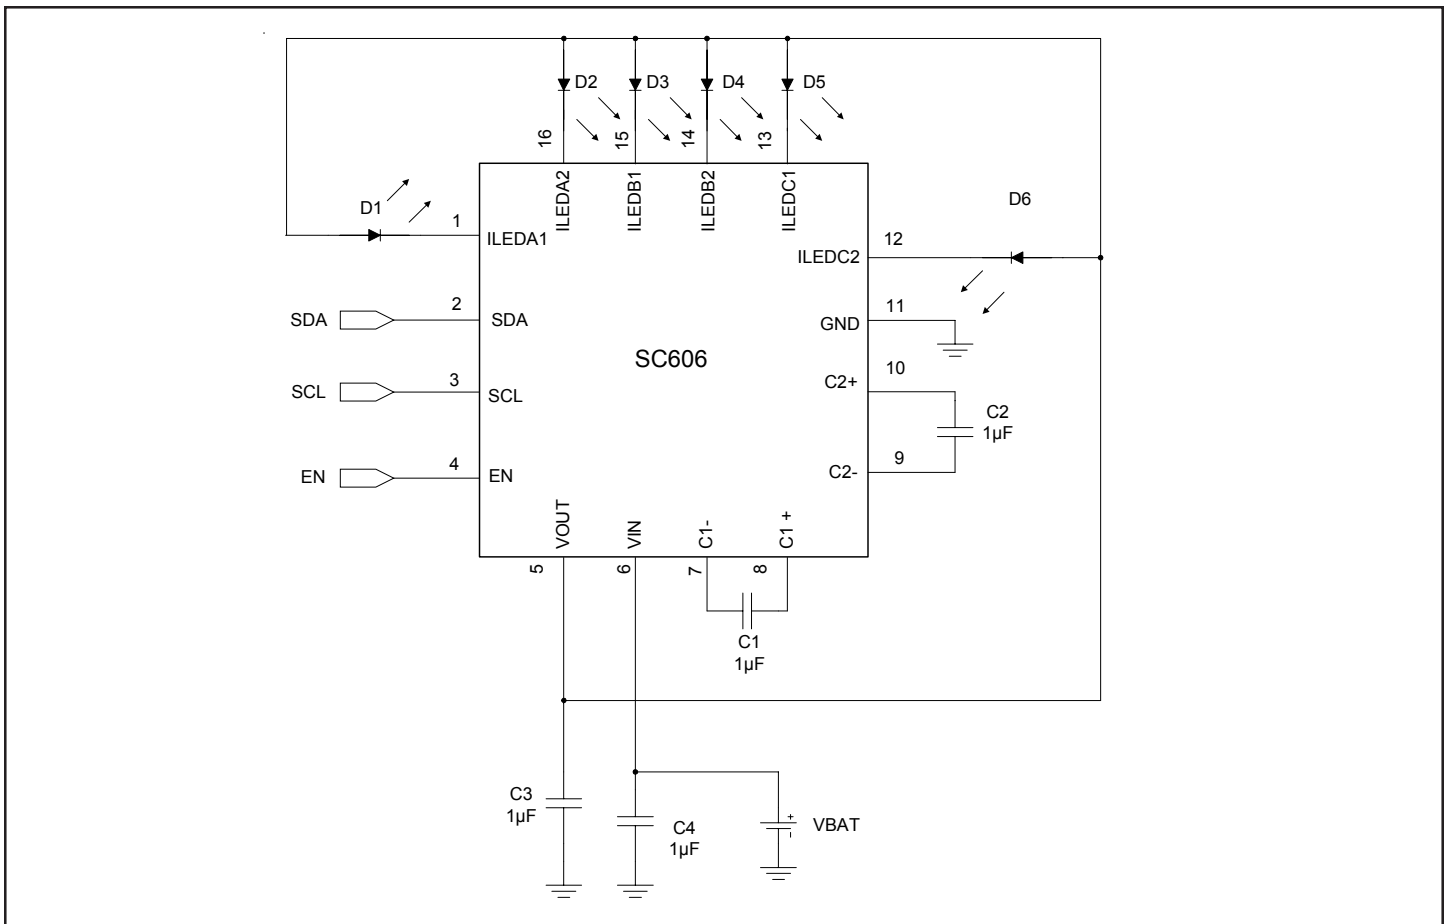 D2
D3
D4
D5
16
15
14
13
D1
1
ILEDA1
ILEDA2
ILEDB1
ILEDB2
ILEDC1
D6
12
ILEDC2
SDA
2
SDA
11
GND
SC606
SCL
3
SCL
10
C2+
C2
1µF
EN
4
EN
9
C2-
VOUT
VIN
C1-
C1 +
5
6
7
8
C1
1µF
C3
1µF
C4
1µF
+
-
VBAT